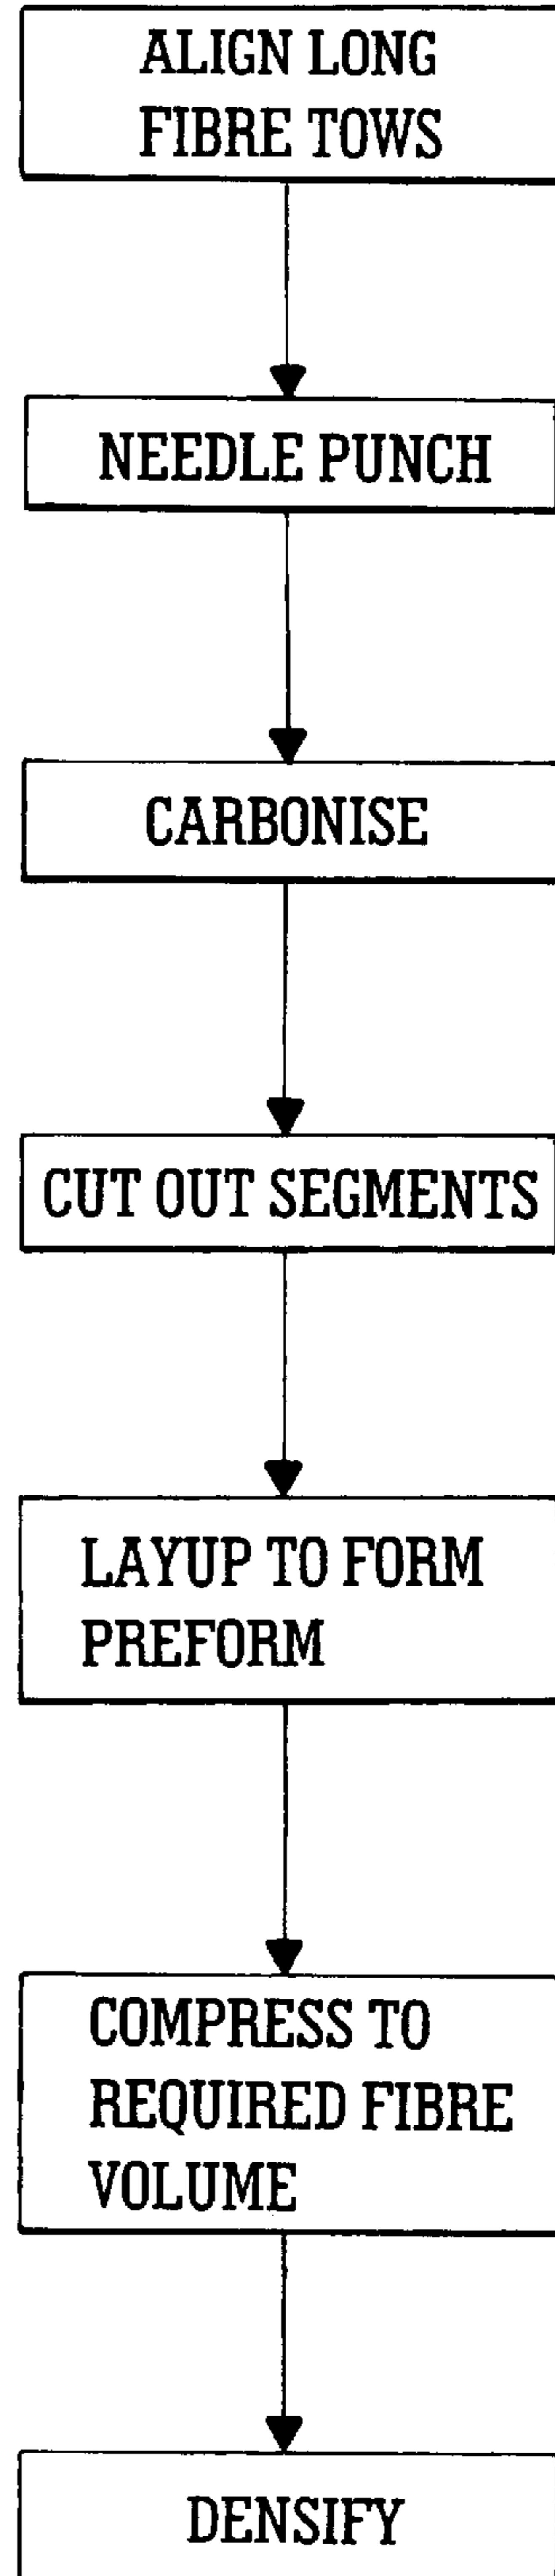 ALIGN LONG
FIBRE TOWS
NEEDLE PUNCH
CARBONISE
CUT OUT SEGMENTS
LAYUP TO FORM
PREFORM
COMPRESS TO
REQUIRED FIBRE
VOLUME
DENSIFY